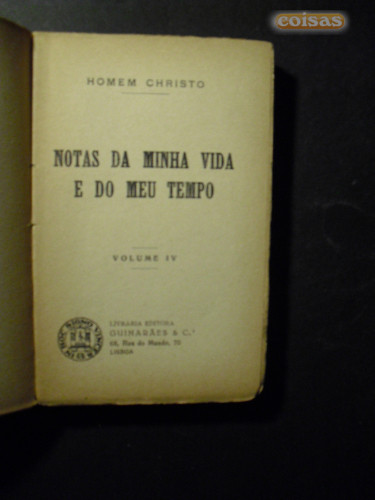 coisas
HOMEM CHRISTO
NOTAS DA MINHA VIDA
E DO MEU TEMPO
VOLUME IV
LIVRARIA EDITORA
GUIMARÃES & C.ª
68, Rua do Mundo, 70
LISBOA